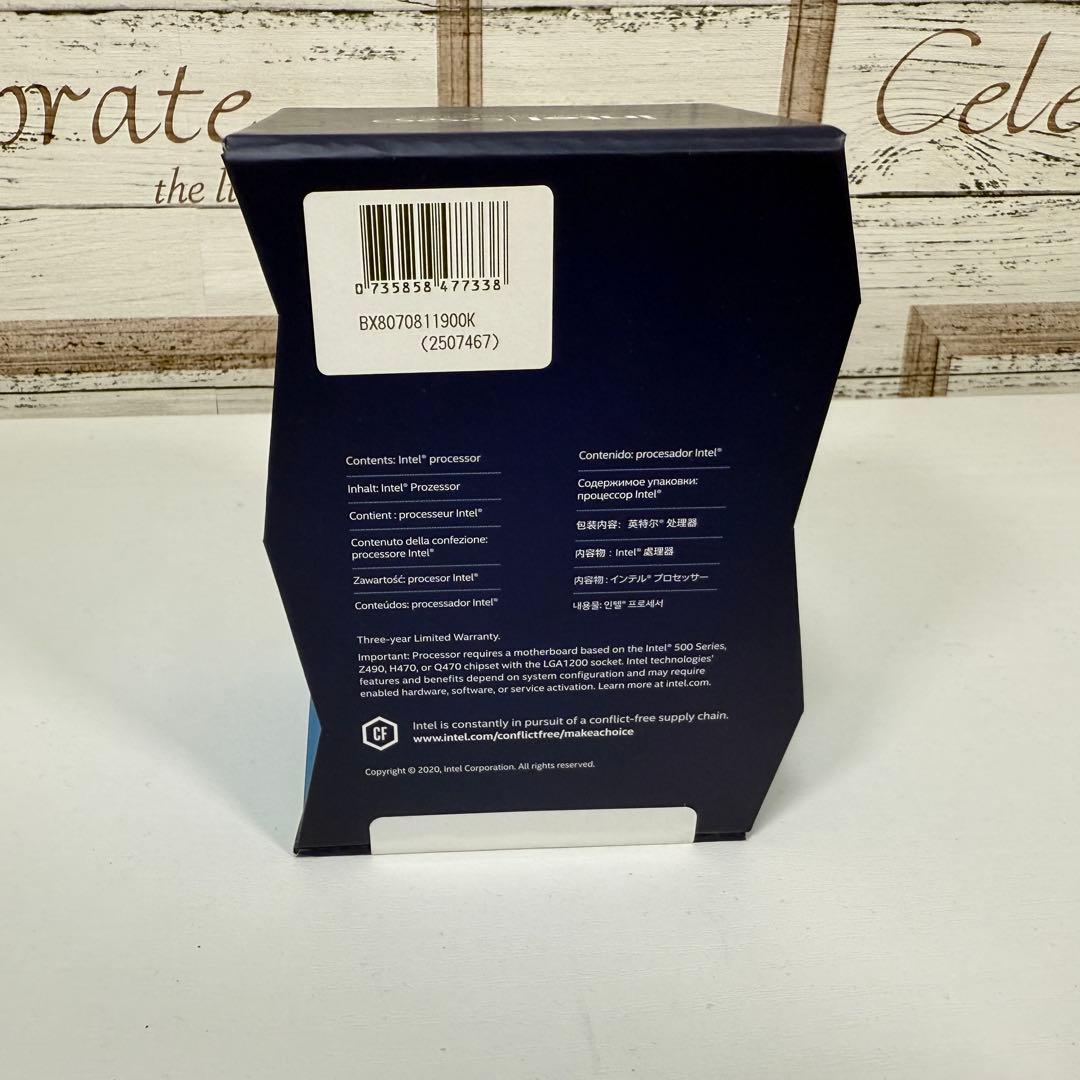 orate
the li
Cele
intel
0 735858 477338
BX8070811900K
(2507467)
Contents: Intel® processor
Inhalt: Intel® Prozessor
Contient : processeur Intel®
Contenuto della confezione:
processore Intel®
Zawartość: procesor Intel®
Conteúdos: processador Intel®
Contenido: procesador Intel®
Содержимое упаковки:
процессор Intel®
包装内容: 英特尔® 处理器
內容物 : Intel® 處理器
内容物 : インテル® プロセッサー
내용물: 인텔® 프로세서
Three-year Limited Warranty.
Important: Processor requires a motherboard based on the Intel® 500 Series,
Z490, H470, or Q470 chipset with the LGA1200 socket. Intel technologies'
features and benefits depend on system configuration and may require
enabled hardware, software, or service activation. Learn more at intel.com.
CF
Intel is constantly in pursuit of a conflict-free supply chain.
www.intel.com/conflictfree/makeachoice
Copyright © 2020, Intel Corporation. All rights reserved.